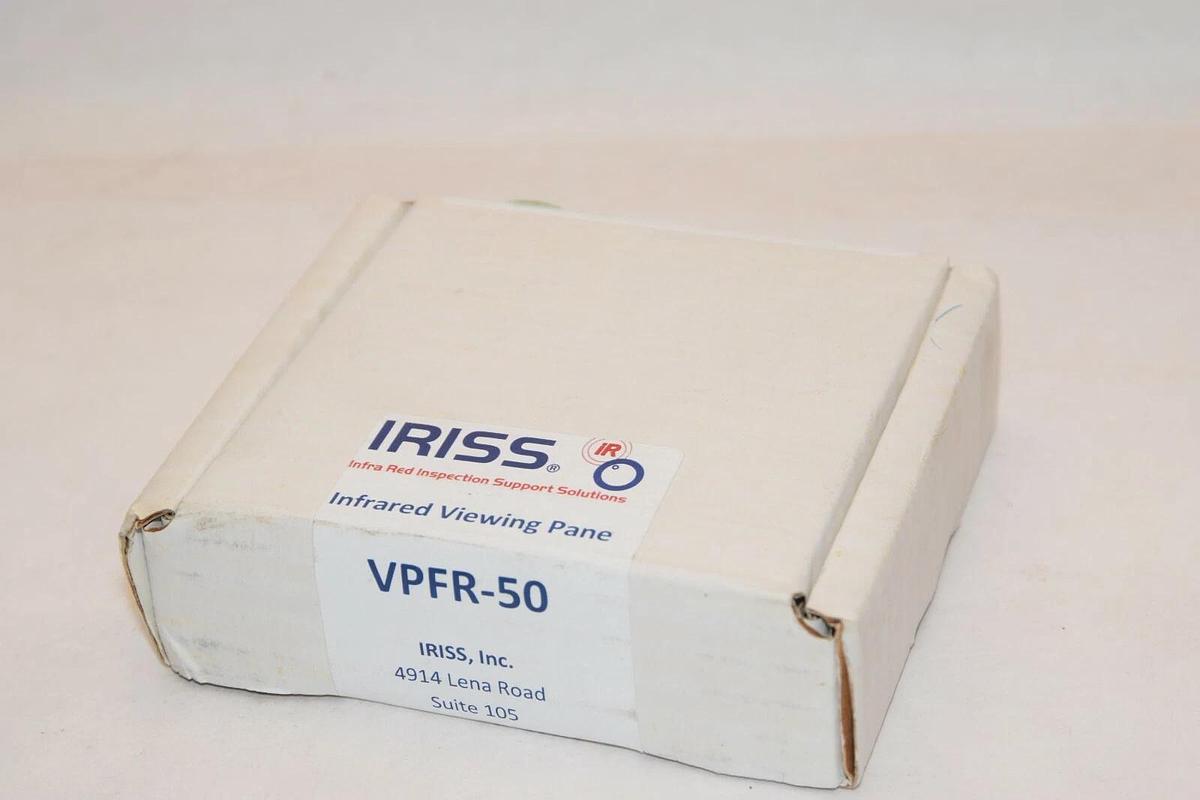 IRISS® IR
Infra Red Inspection Support Solutions
Infrared Viewing Pane
VPFR-50
IRISS, Inc.
4914 Lena Road
Suite 105